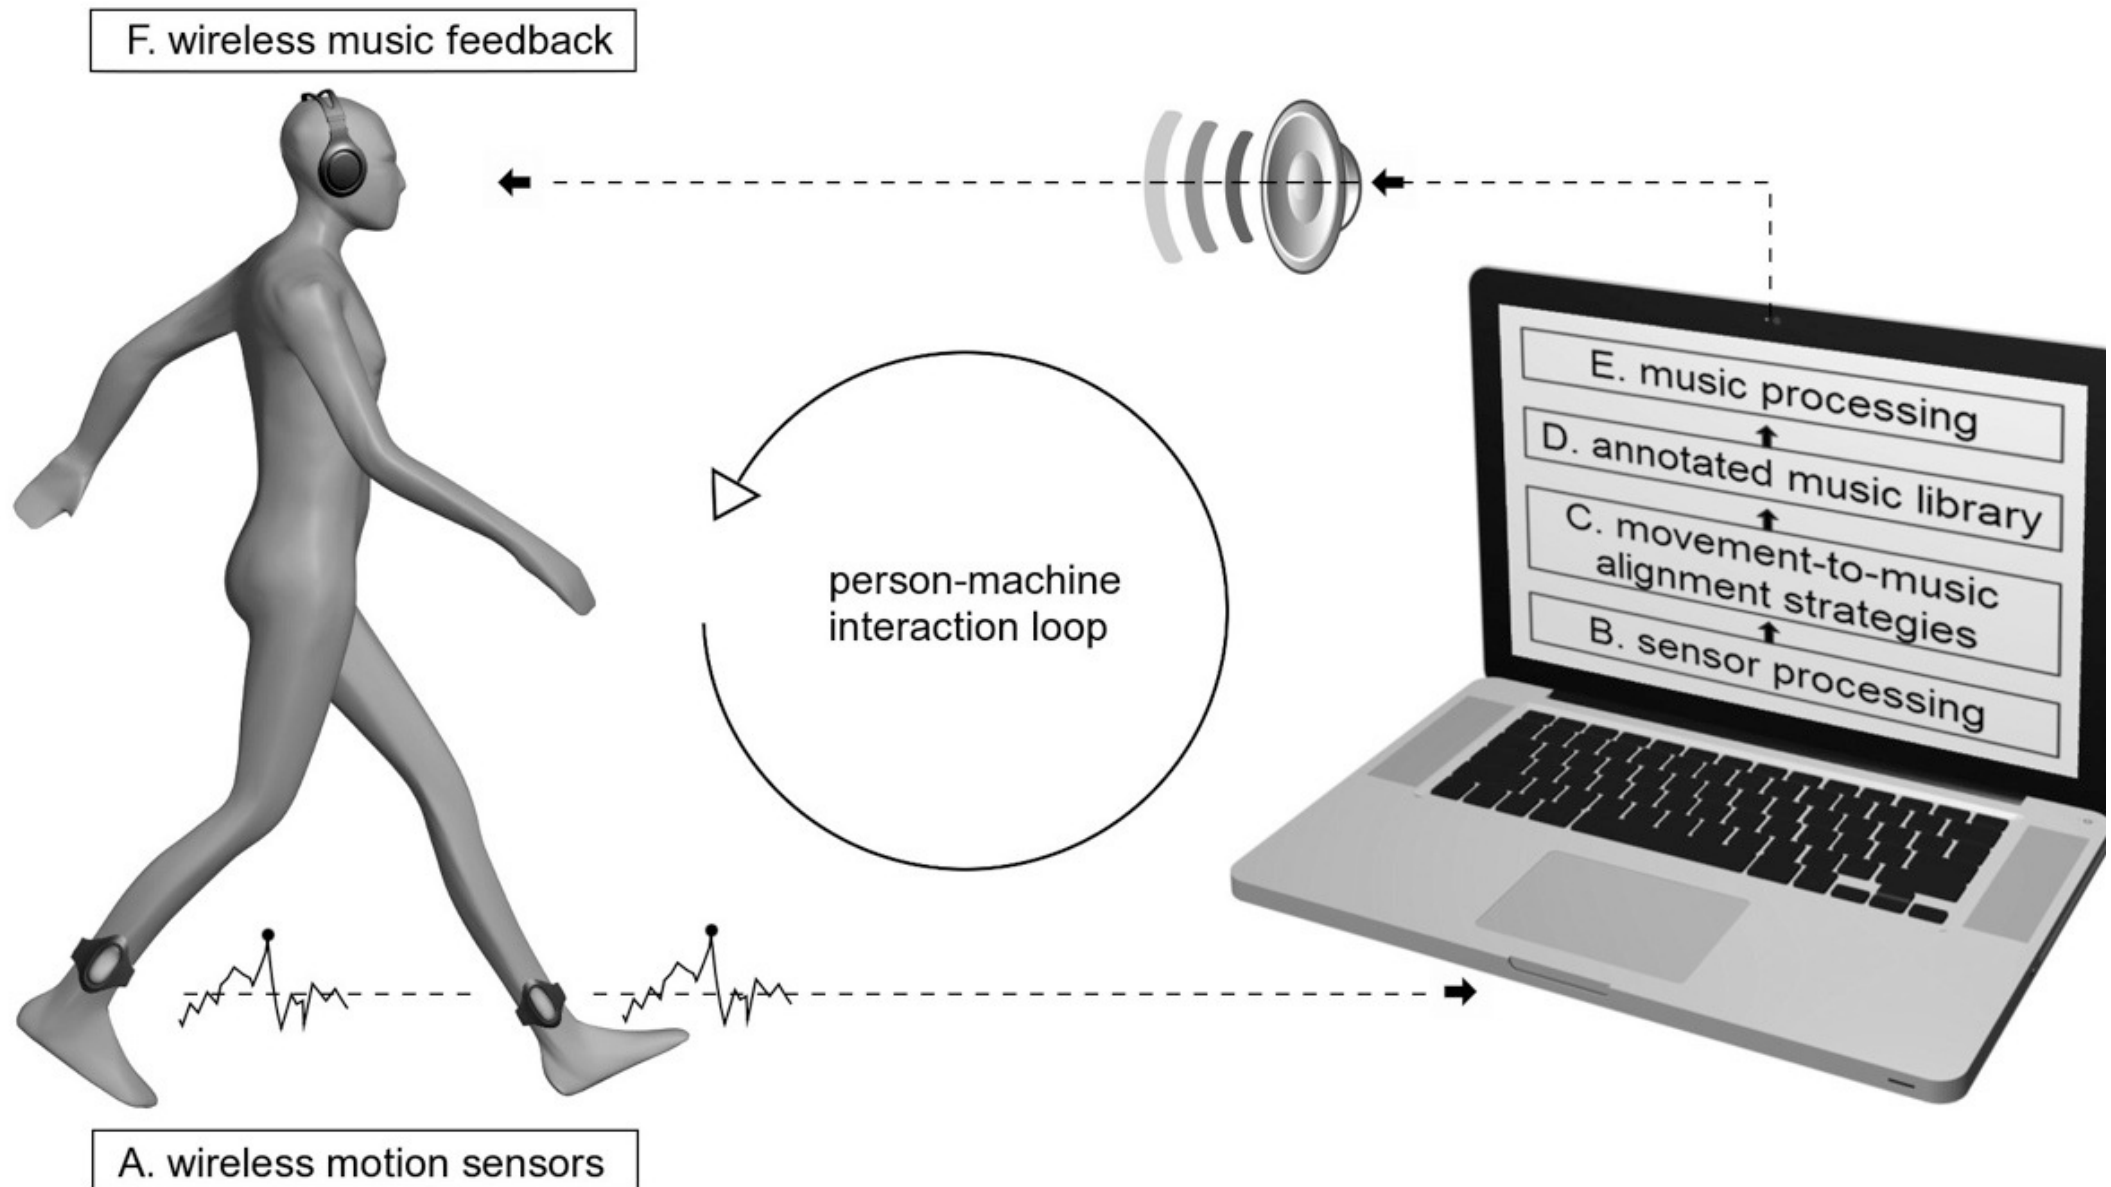 F. wireless music feedback
E. music processing
D. annotated music library
C. movement-to-music
alignment strategies
B. sensor processing
person-machine
interaction loop
A. wireless motion sensors